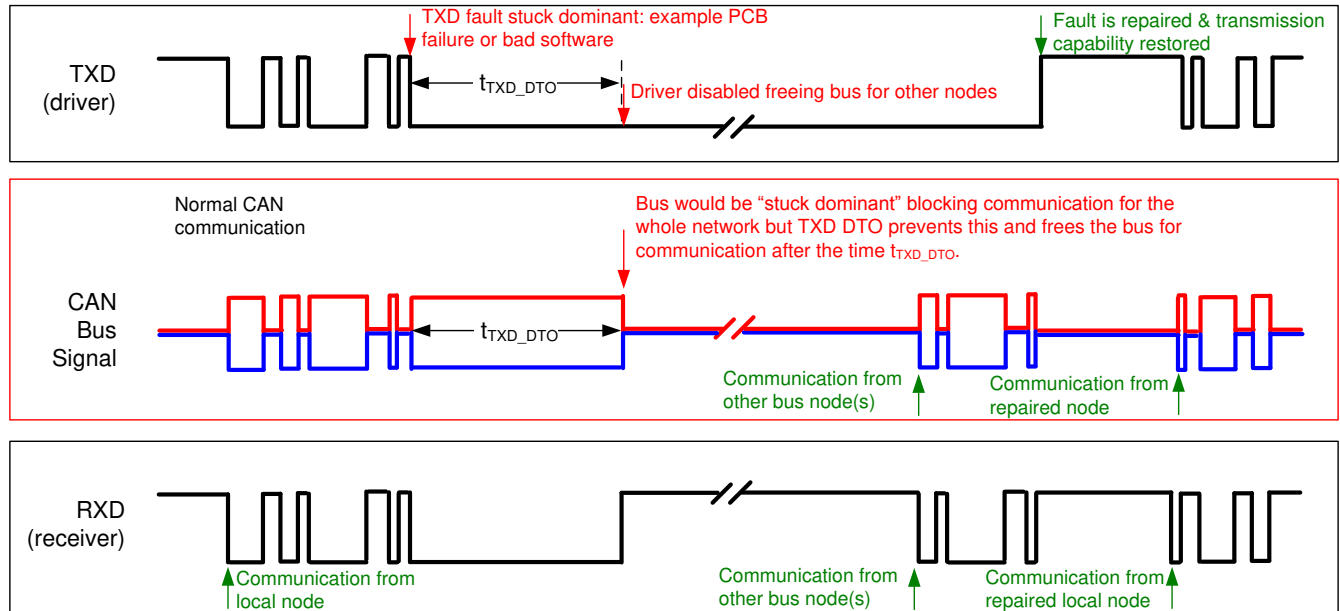 TXD fault stuck dominant: example PCB
failure or bad software
Fault is repaired & transmission
capability restored
TXD
(driver)
tTXD_DTO
Driver disabled freeing bus for other nodes
Normal CAN
communication
Bus would be “stuck dominant” blocking communication for the
whole network but TXD DTO prevents this and frees the bus for
communication after the time tTXD_DTO.
CAN
Bus
Signal
tTXD_DTO
Communication from
other bus node(s)
Communication from
repaired node
RXD
(receiver)
Communication from
local node
Communication from
other bus node(s)
Communication from
repaired local node